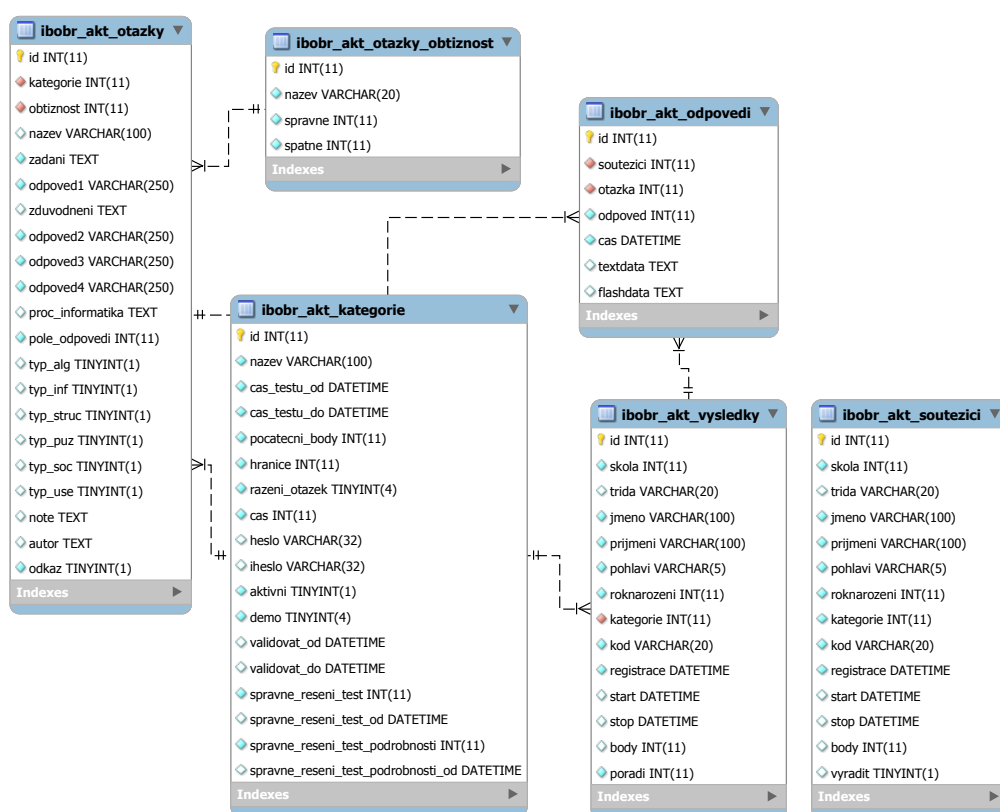 ibobr_akt_otazky
id INT(11)
kategorie INT(11)
obtiznost INT(11)
nazev VARCHAR(100)
zadani TEXT
odpoved1 VARCHAR(250)
zduvodneni TEXT
odpoved2 VARCHAR(250)
odpoved3 VARCHAR(250)
odpoved4 VARCHAR(250)
proc_informatika TEXT
pole_odpovedi INT(11)
typ_alg TINYINT(1)
typ_inf TINYINT(1)
typ_struc TINYINT(1)
typ_puz TINYINT(1)
typ_soc TINYINT(1)
typ_use TINYINT(1)
note TEXT
autor TEXT
odkaz TINYINT(1)
Indexes
ibobr_akt_otazky_obtiznost
id INT(11)
nazev VARCHAR(20)
spravne INT(11)
spatne INT(11)
Indexes
ibobr_akt_odpovedi
id INT(11)
soutezici INT(11)
otazka INT(11)
odpoved INT(11)
cas DATETIME
textdata TEXT
flashdata TEXT
Indexes
ibobr_akt_kategorie
id INT(11)
nazev VARCHAR(100)
cas_testu_od DATETIME
cas_testu_do DATETIME
pocatecni_body INT(11)
hranice INT(11)
razeni_otazek TINYINT(4)
cas INT(11)
heslo VARCHAR(32)
iheslo VARCHAR(32)
aktivni TINYINT(1)
demo TINYINT(4)
validovat_od DATETIME
validovat_do DATETIME
spravne_reseni_test INT(11)
spravne_reseni_test_od DATETIME
spravne_reseni_test_podrobnosti INT(11)
spravne_reseni_test_podrobnosti_od DATETIME
Indexes
ibobr_akt_vysledky
id INT(11)
skola INT(11)
trida VARCHAR(20)
jmeno VARCHAR(100)
prijmeni VARCHAR(100)
pohlavi VARCHAR(5)
roknarozeni INT(11)
kategorie INT(11)
kod VARCHAR(20)
registrace DATETIME
start DATETIME
stop DATETIME
body INT(11)
poradi INT(11)
Indexes
ibobr_akt_soutezici
id INT(11)
skola INT(11)
trida VARCHAR(20)
jmeno VARCHAR(100)
prijmeni VARCHAR(100)
pohlavi VARCHAR(5)
roknarozeni INT(11)
kategorie INT(11)
kod VARCHAR(20)
registrace DATETIME
start DATETIME
stop DATETIME
body INT(11)
vyradit TINYINT(1)
Indexes